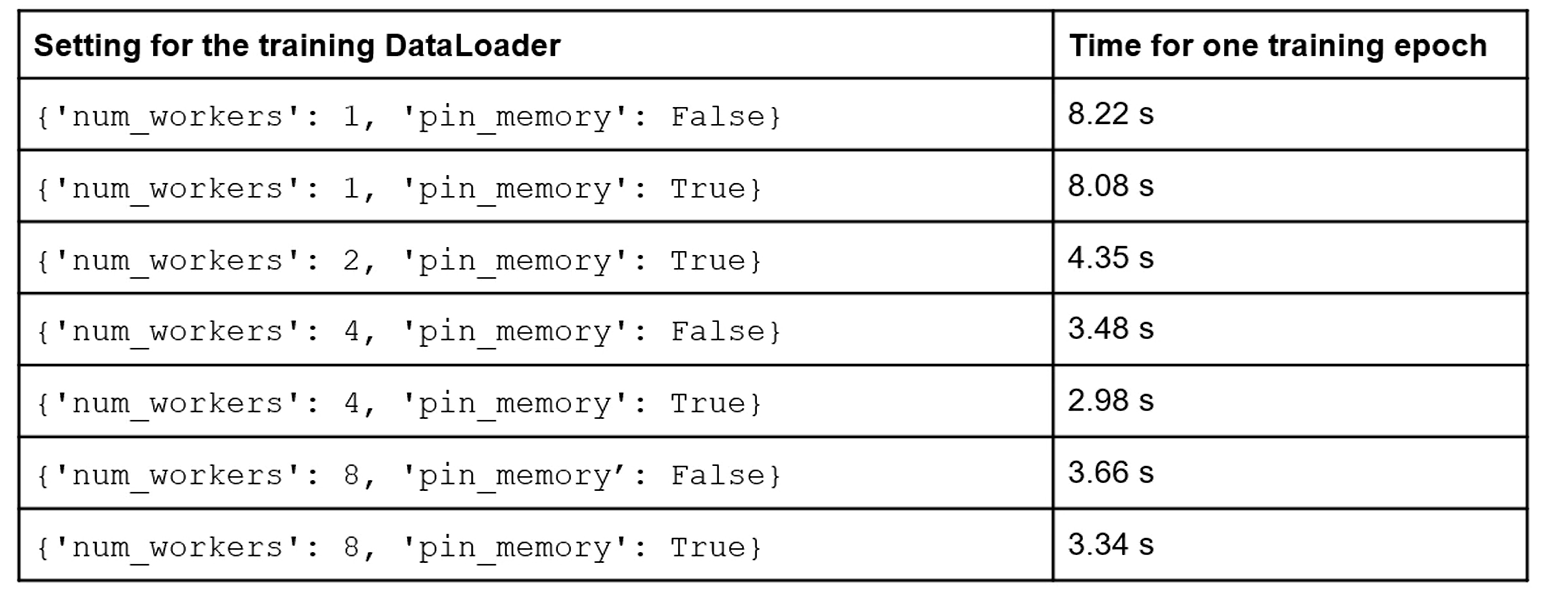 Setting for the training DataLoader Time for one training epoch
{'num_workers': 1, 'pin_memory': False} 8.22 s
{'num_workers': 1, 'pin_memory': True} 8.08 s
{'num_workers': 2, 'pin_memory': True} 4.35 s
{'num_workers': 4, 'pin_memory': False} 3.48 s
{'num_workers': 4, 'pin_memory': True} 2.98 s
{'num_workers': 8, 'pin_memory’: False} 3.66 s
{'num_workers': 8, 'pin_memory': True} 3.34 s